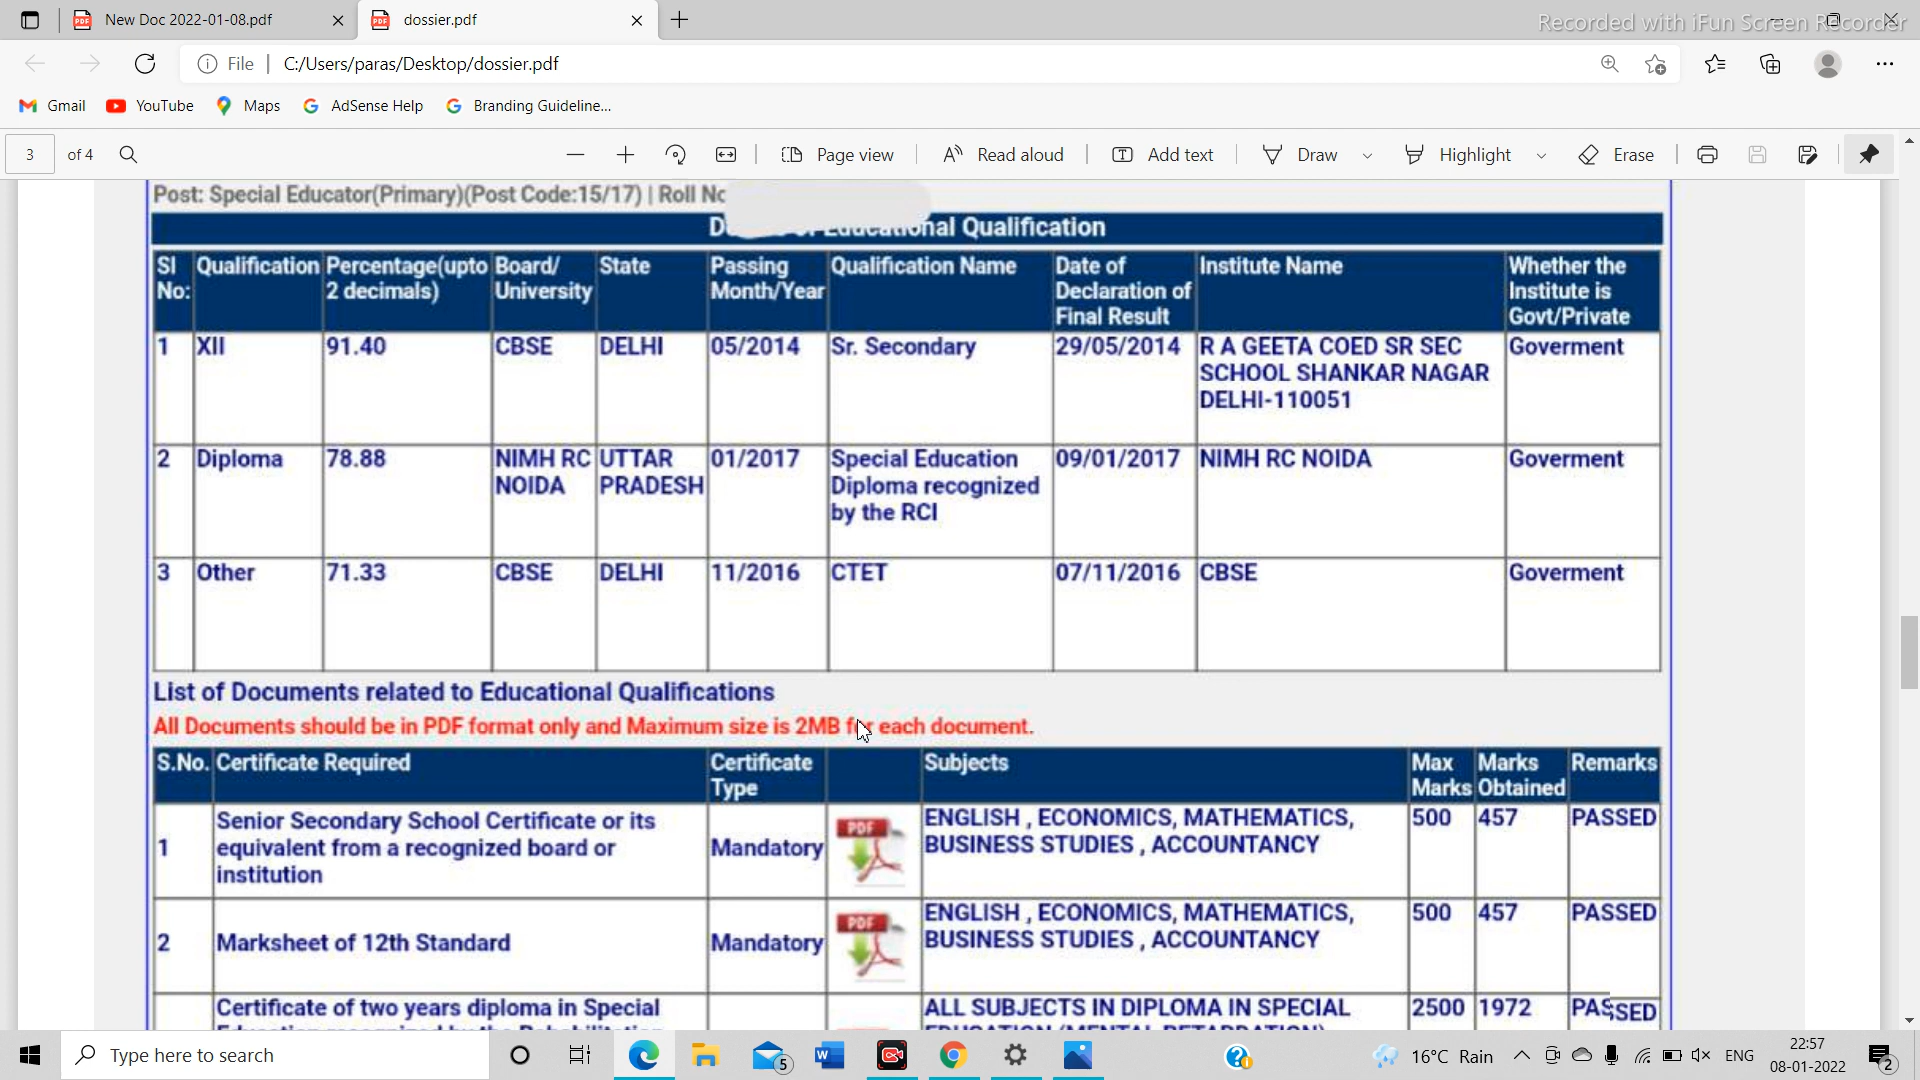 New Doc 2022-01-08.pdf
dossier.pdf
Recorded with iFun Screen Recorder
File
C:/Users/paras/Desktop/dossier.pdf
Gmail
YouTube
Maps
AdSense Help
Branding Guideline...
3 of 4
Page view
Read aloud
Add text
Draw
Highlight
Erase
Post: Special Educator(Primary)(Post Code:15/17) | Roll No
Educational Qualification
Sl No: Qualification Percentage(upto 2 decimals) Board/ University State Passing Month/Year Qualification Name Date of Declaration of Final Result Institute Name Whether the Institute is Govt/Private
1 XII 91.40 CBSE DELHI 05/2014 Sr. Secondary 29/05/2014 R A GEETA COED SR SEC SCHOOL SHANKAR NAGAR DELHI-110051 Goverment
2 Diploma 78.88 NIMH RC NOIDA UTTAR PRADESH 01/2017 Special Education Diploma recognized by the RCI 09/01/2017 NIMH RC NOIDA Goverment
3 Other 71.33 CBSE DELHI 11/2016 CTET 07/11/2016 CBSE Goverment
List of Documents related to Educational Qualifications
All Documents should be in PDF format only and Maximum size is 2MB for each document.
S.No. Certificate Required Certificate Type Subjects Max Marks Marks Obtained Remarks
1 Senior Secondary School Certificate or its equivalent from a recognized board or institution Mandatory PDF ENGLISH , ECONOMICS, MATHEMATICS, BUSINESS STUDIES , ACCOUNTANCY 500 457 PASSED
2 Marksheet of 12th Standard Mandatory PDF ENGLISH , ECONOMICS, MATHEMATICS, BUSINESS STUDIES , ACCOUNTANCY 500 457 PASSED
Certificate of two years diploma in Special ALL SUBJECTS IN DIPLOMA IN SPECIAL 2500 1972 PASSED
Type here to search
5
16°C Rain
ENG
22:57
08-01-2022
2